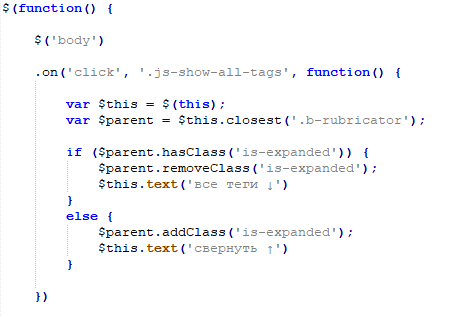 $(function() {
$('body')
.on('click', '.js-show-all-tags', function() {
var $this = $(this);
var $parent = $this.closest('.b-rubricator');
if ($parent.hasClass('is-expanded')) {
$parent.removeClass('is-expanded');
$this.text('все теги ↓')
}
else {
$parent.addClass('is-expanded');
$this.text('свернуть ↑')
}
})